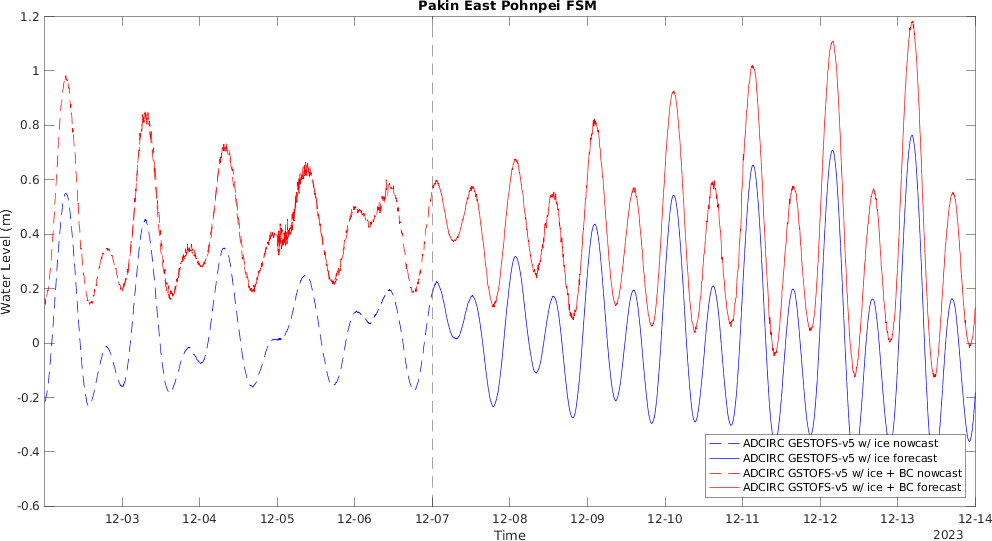 Pakin East Pohnpei FSM
1.2
1
0.8
0.6
0.4
0.2
0
-0.2
-0.4
-0.6
Water Level (m)
ADCIRC GESTOFS-v5 w/ ice nowcast
ADCIRC GESTOFS-v5 w/ ice forecast
ADCIRC GSTOFS-v5 w/ ice + BC nowcast
ADCIRC GSTOFS-v5 w/ ice + BC forecast
12-03 12-04 12-05 12-06 12-07 12-08 12-09 12-10 12-11 12-12 12-13 12-14
Time
2023